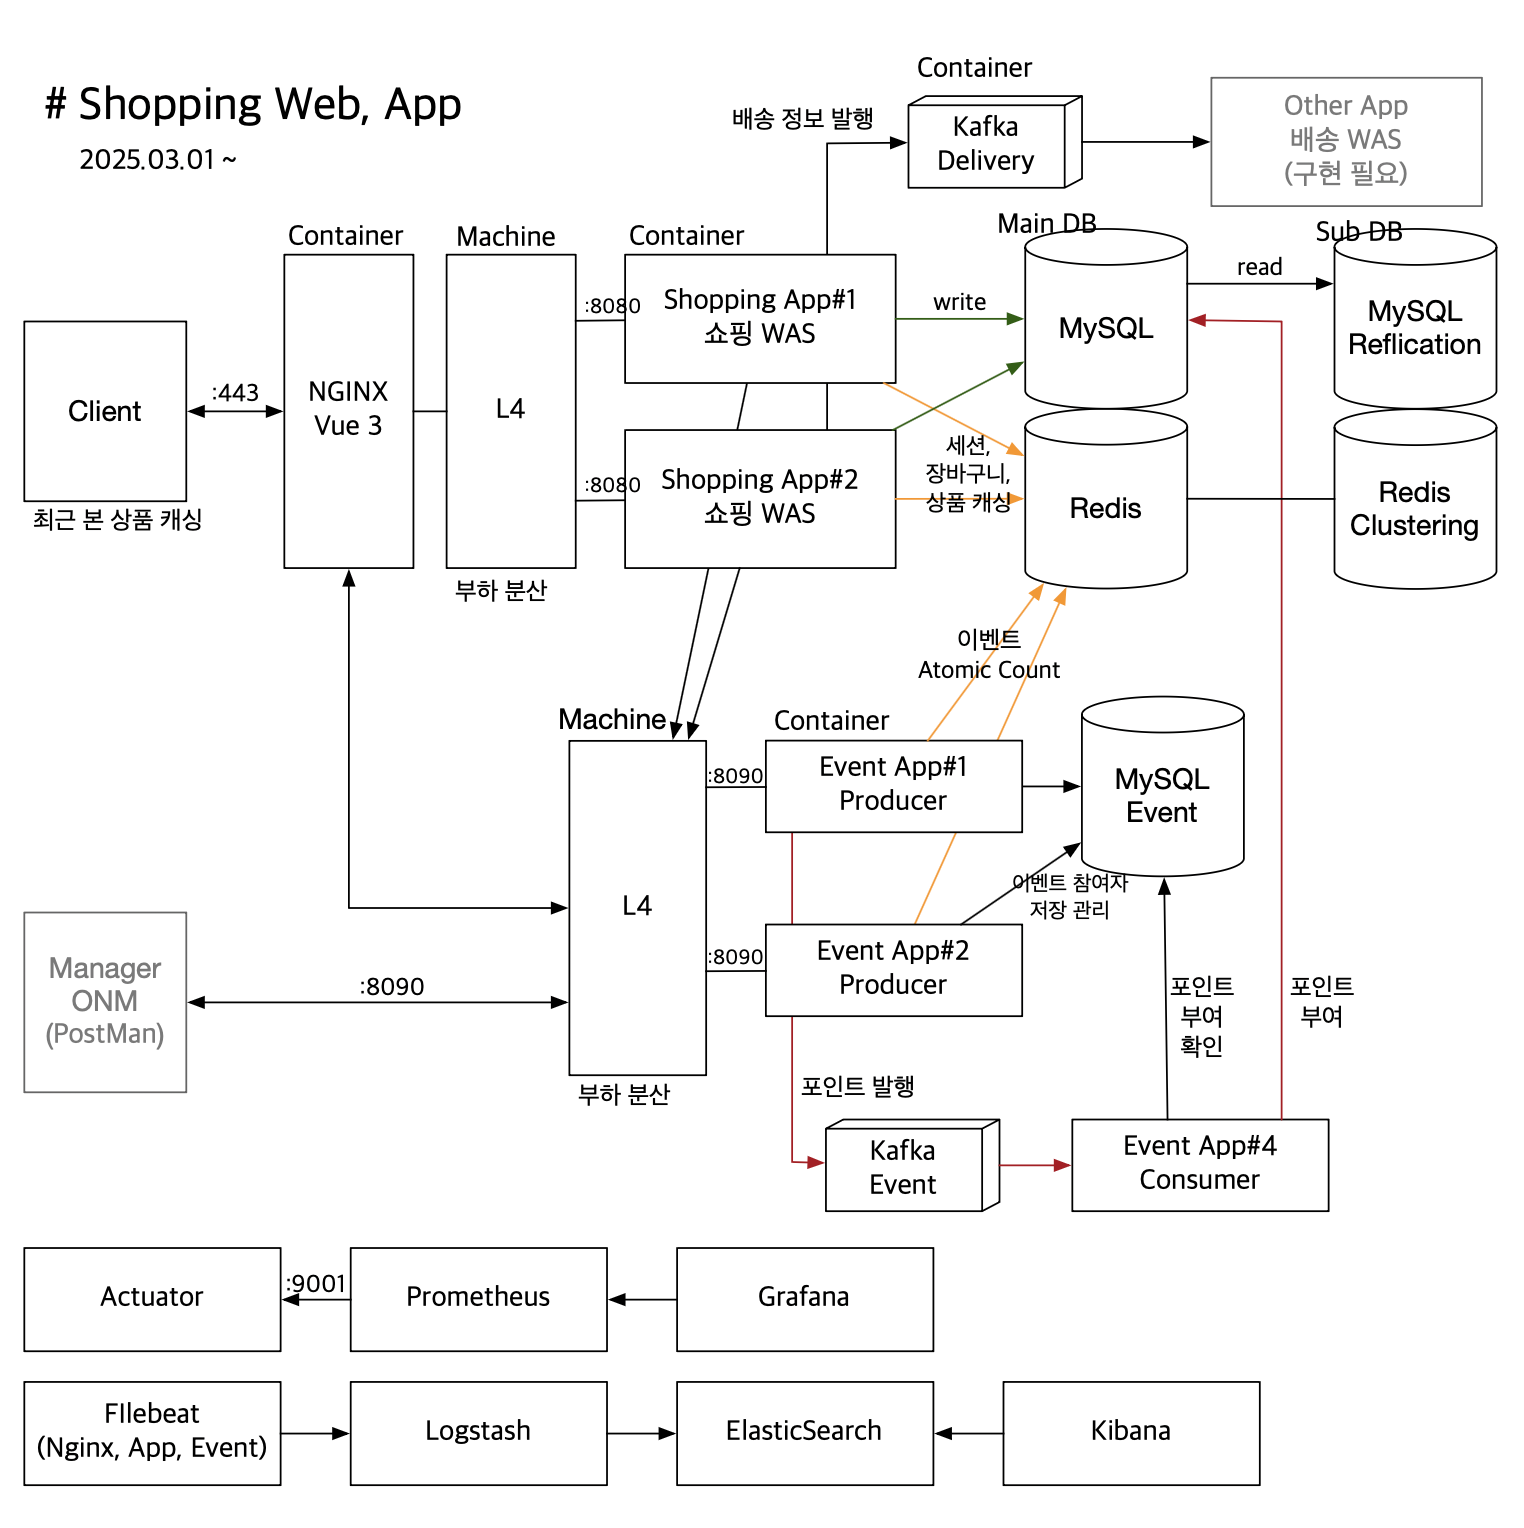 # Shopping Web, App
2025.03.01 ~
Container
배송 정보 발행
Kafka
Delivery
Other App
배송 WAS
(구현 필요)
Container
Machine
Container
Main DB
Sub DB
Client
최근 본 상품 캐싱
:443
NGINX
Vue 3
L4
부하 분산
:8080
:8080
Shopping App#1
쇼핑 WAS
Shopping App#2
쇼핑 WAS
write
MySQL
read
MySQL
Reflication
세션,
장바구니,
상품 캐싱
Redis
Redis
Clustering
이벤트
Atomic Count
Machine
L4
부하 분산
Container
:8090
:8090
Event App#1
Producer
Event App#2
Producer
MySQL
Event
이벤트 참여자
저장 관리
Manager
ONM
(PostMan)
:8090
포인트
부여
확인
포인트
부여
포인트 발행
Kafka
Event
Event App#4
Consumer
Actuator
:9001
Prometheus
Grafana
FIlebeat
(Nginx, App, Event)
Logstash
ElasticSearch
Kibana